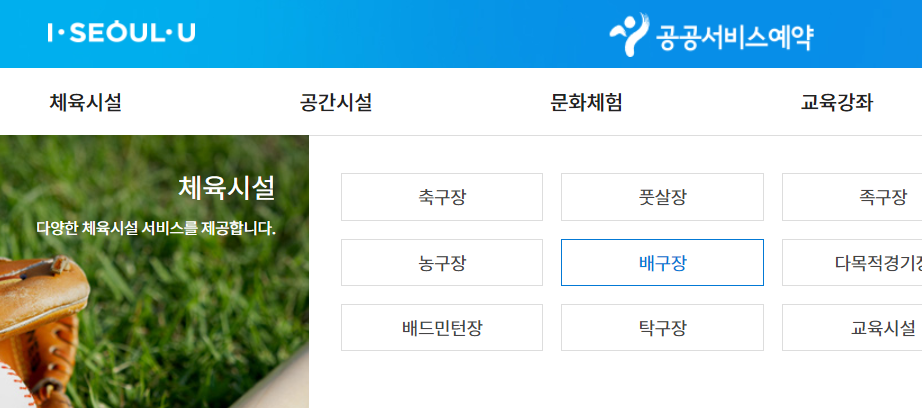 I·SEOUL·U
공공서비스예약
체육시설 공간시설 문화체험 교육강좌
체육시설
다양한 체육시설 서비스를 제공합니다.
축구장 풋살장 족구장
농구장 배구장 다목적경기장
배드민턴장 탁구장 교육시설